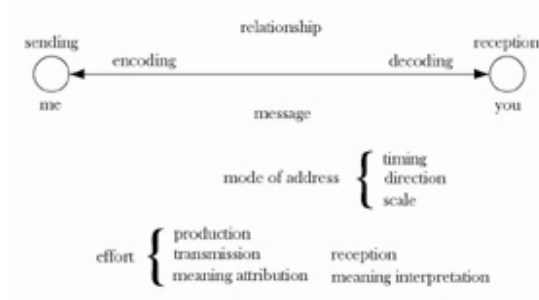 relationship
sending reception
encoding decoding
me you
message
timing
mode of address direction
scale
production
effort transmission reception
meaning attribution meaning interpretation